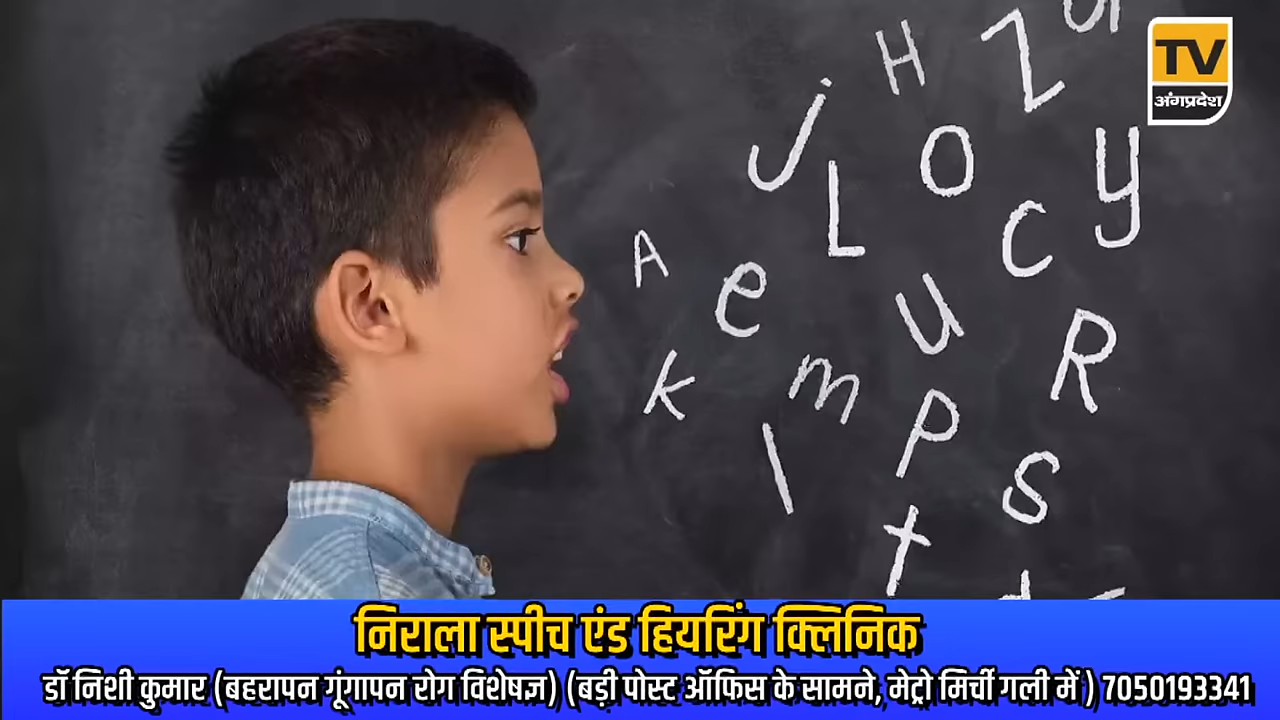 H
Z
TV
अंगप्रदेश
j
o
y
L
c
A
e
u
R
k
m
P
l
s
t
निराला स्पीच एंड हियरिंग क्लिनिक
डॉ निशी कुमार (बहरापन गूंगापन रोग विशेषज्ञ) (बड़ी पोस्ट ऑफिस के सामने, मेट्रो मिर्ची गली में ) 7050193341